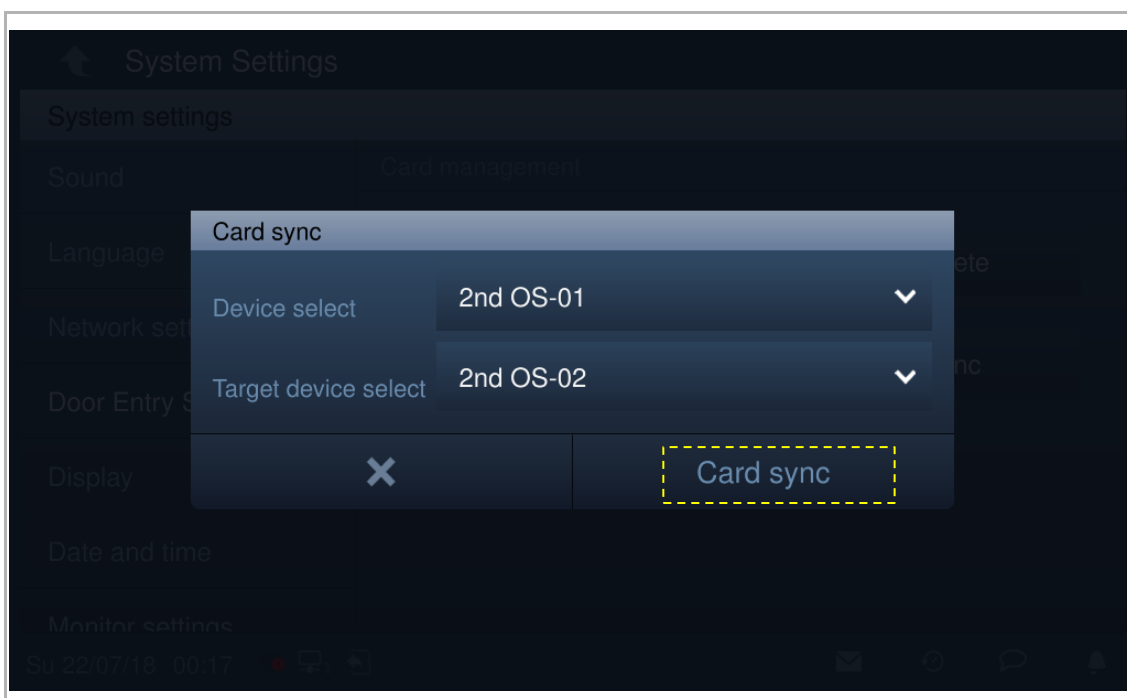 System Settings
System settings
Sound
Card management
Card sync
Language
ete
Device select
2nd OS-01
Network set
Target device select
2nd OS-02
nc
Door Entry S
Card sync
Display
Date and time
Monitor settings
Su 22/07/18 00:17